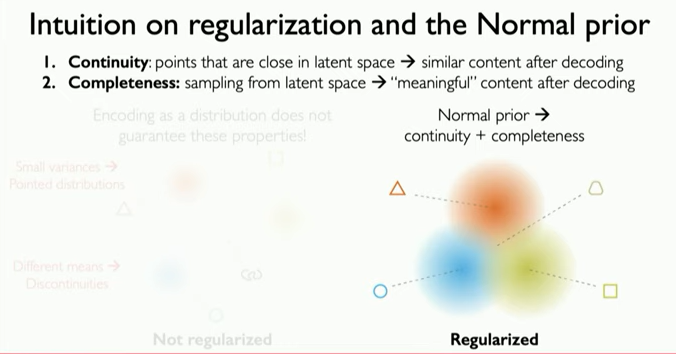 Intuition on regularization and the Normal prior
1. Continuity: points that are close in latent space → similar content after decoding
2. Completeness: sampling from latent space → "meaningful" content after decoding
Encoding as a distribution does not
guarantee these properties!
Normal prior →
continuity + completeness
Small variances →
Pointed distributions
Different means →
Discontinuities
Not regularized
Regularized